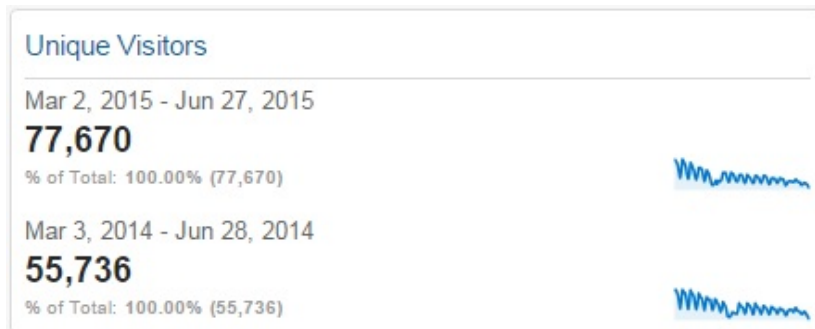 Unique Visitors
Mar 2, 2015 - Jun 27, 2015
77,670
% of Total: 100.00% (77,670)
Mar 3, 2014 - Jun 28, 2014
55,736
% of Total: 100.00% (55,736)